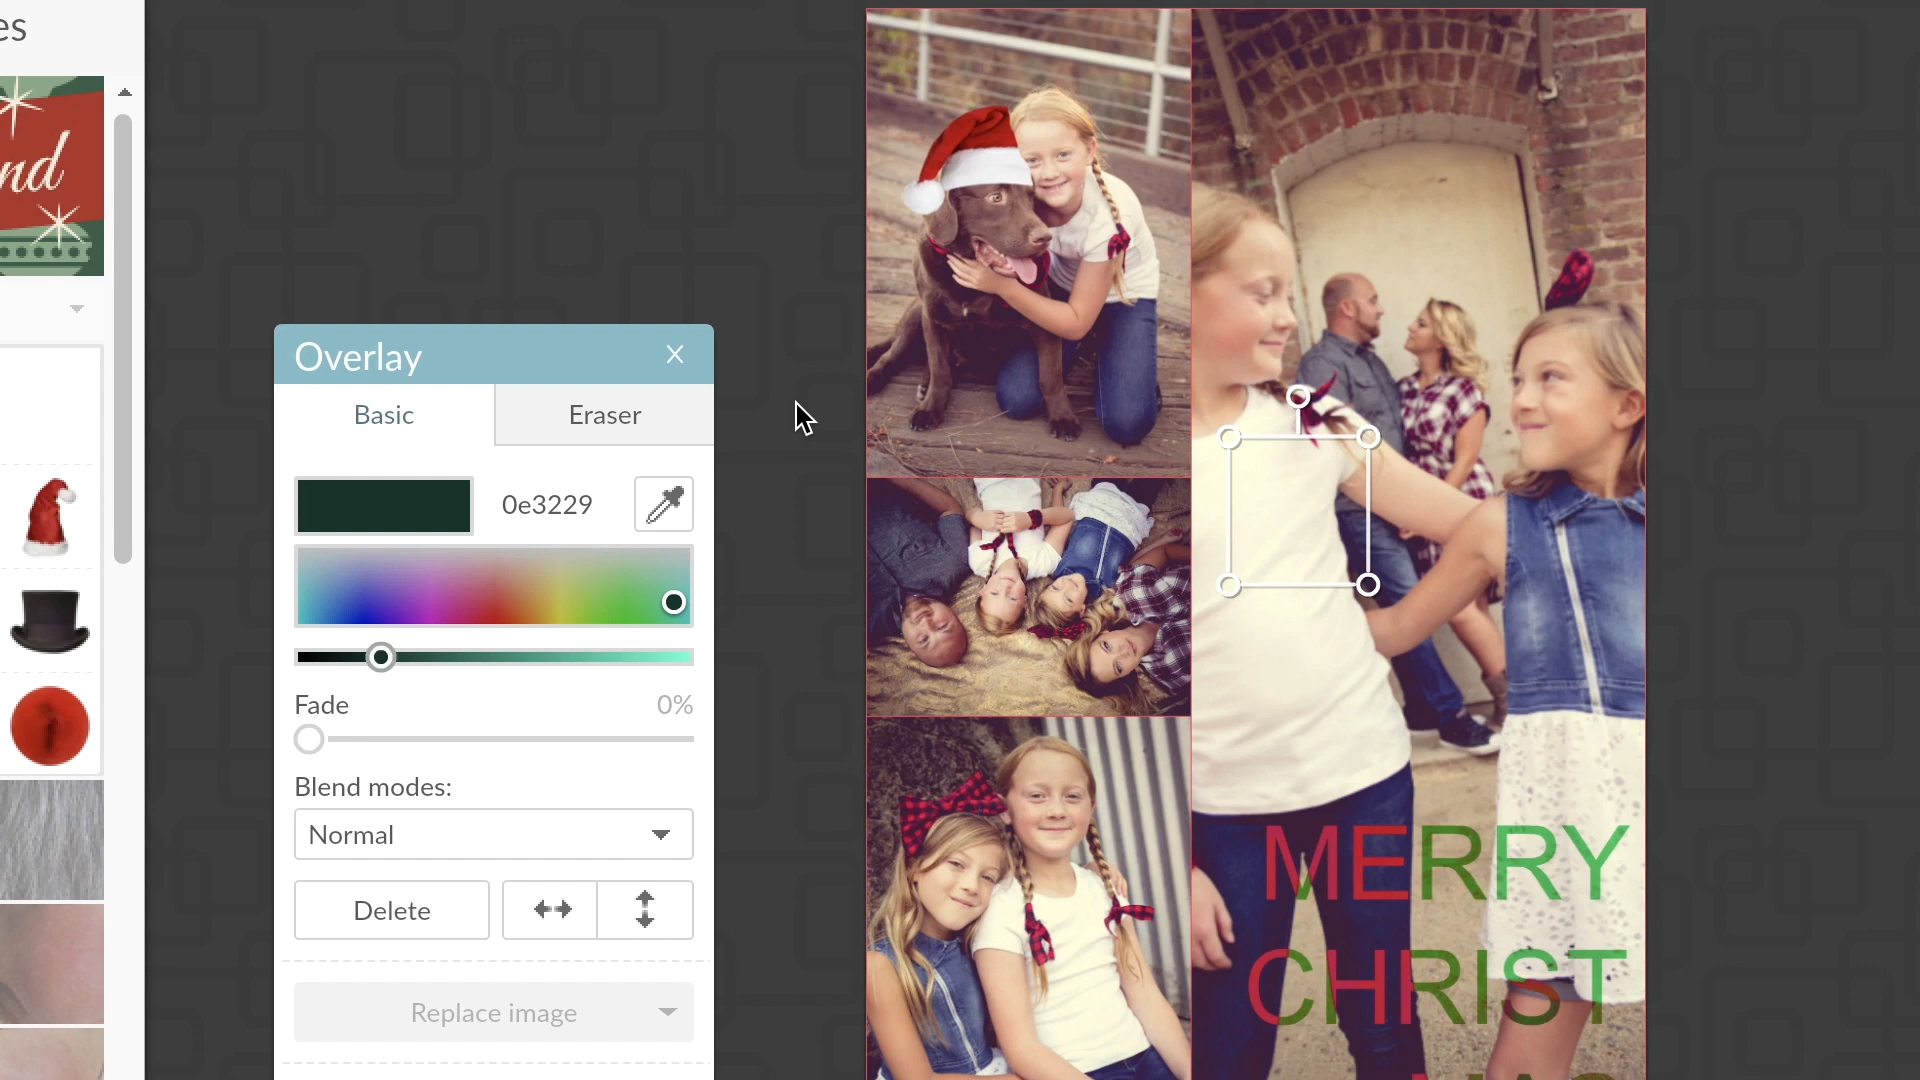 es
nd
Overlay
Basic
Eraser
0e3229
Fade
0%
Blend modes:
Normal
Delete
Replace image
MERRY
CHRIST